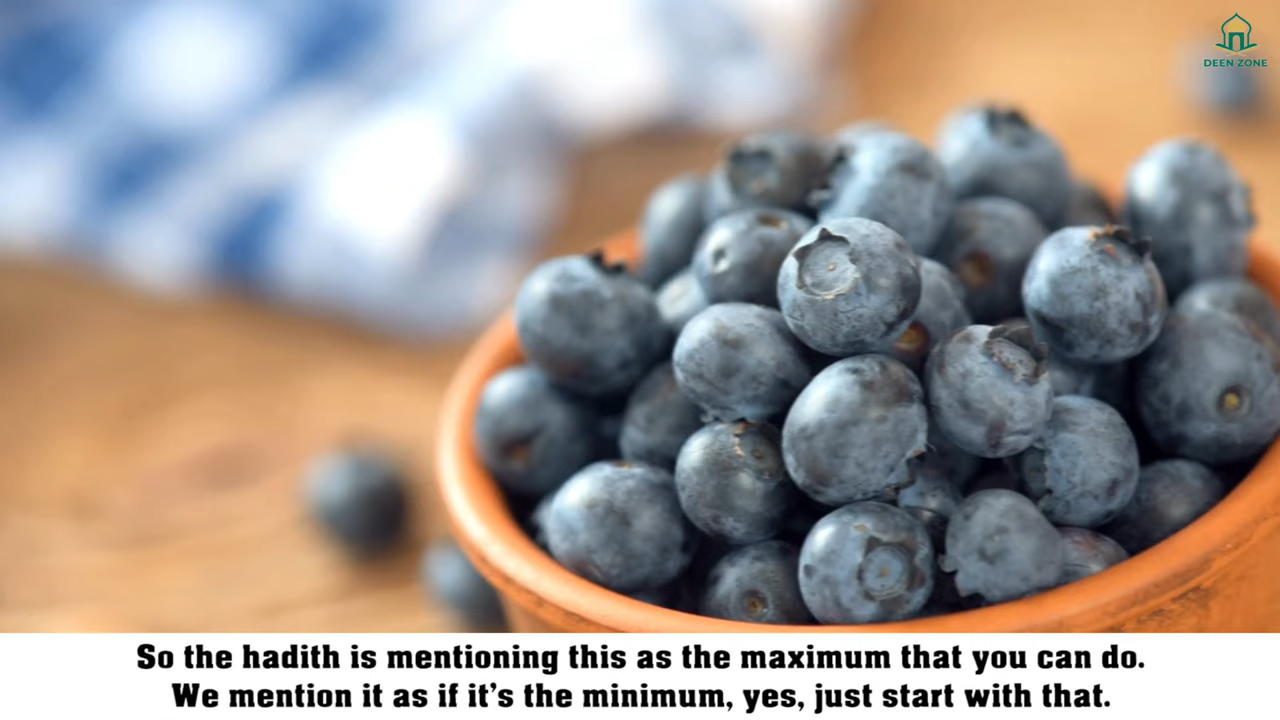 DEEN ZONE
So the hadith is mentioning this as the maximum that you can do.
We mention it as if it's the minimum, yes, just start with that.